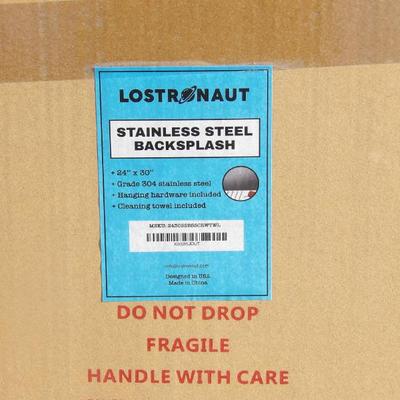 LOSTRONAUT
STAINLESS STEEL
BACKSPLASH
• 24" x 30"
• Grade 304 stainless steel
• Hanging hardware included
• Cleaning towel included
Designed in USA
Made in China
DO NOT DROP
FRAGILE
HANDLE WITH CARE